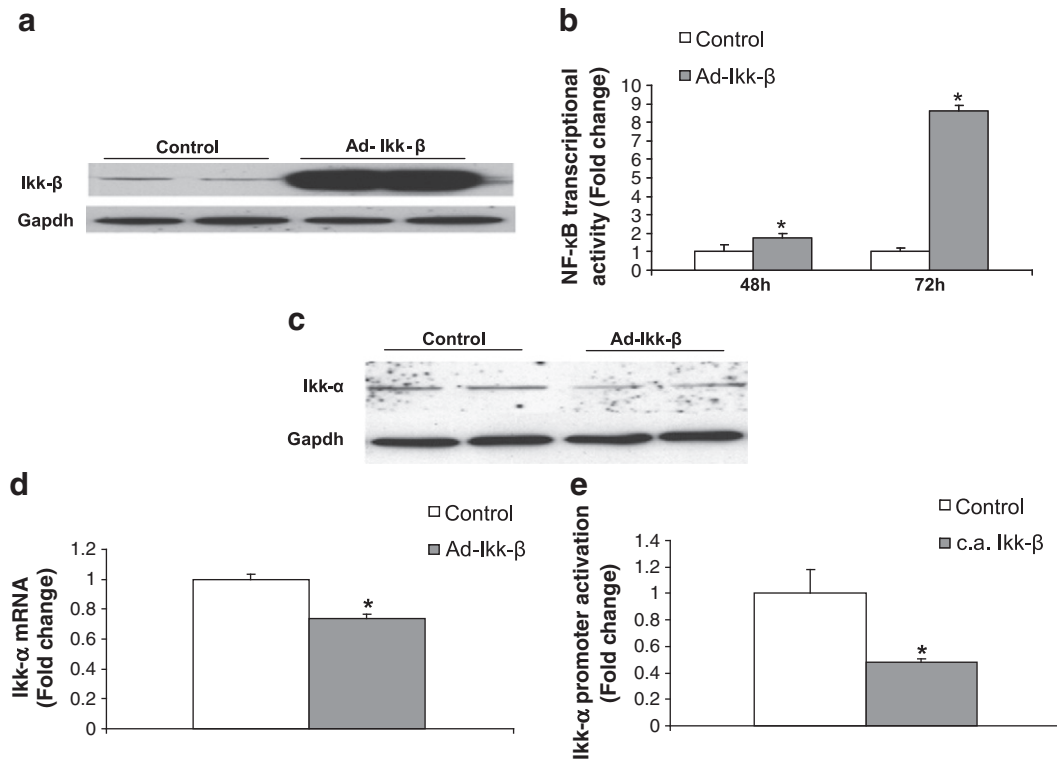 a
Control
Ad- Ikk-β
Ikk-β
Gapdh
b
Control
Ad-Ikk-β
NF-κB transcriptional
activity (Fold change)
10
9
8
7
6
5
4
3
2
1
0
*
*
48h
72h
c
Control
Ad-Ikk-β
Ikk-α
Gapdh
d
Control
Ad-Ikk-β
Ikk-α mRNA
(Fold change)
1.2
1
0.8
0.6
0.4
0.2
0
*
e
Control
c.a. Ikk-β
Ikk-α promoter activation
(Fold change)
1.4
1.2
1
0.8
0.6
0.4
0.2
0
*